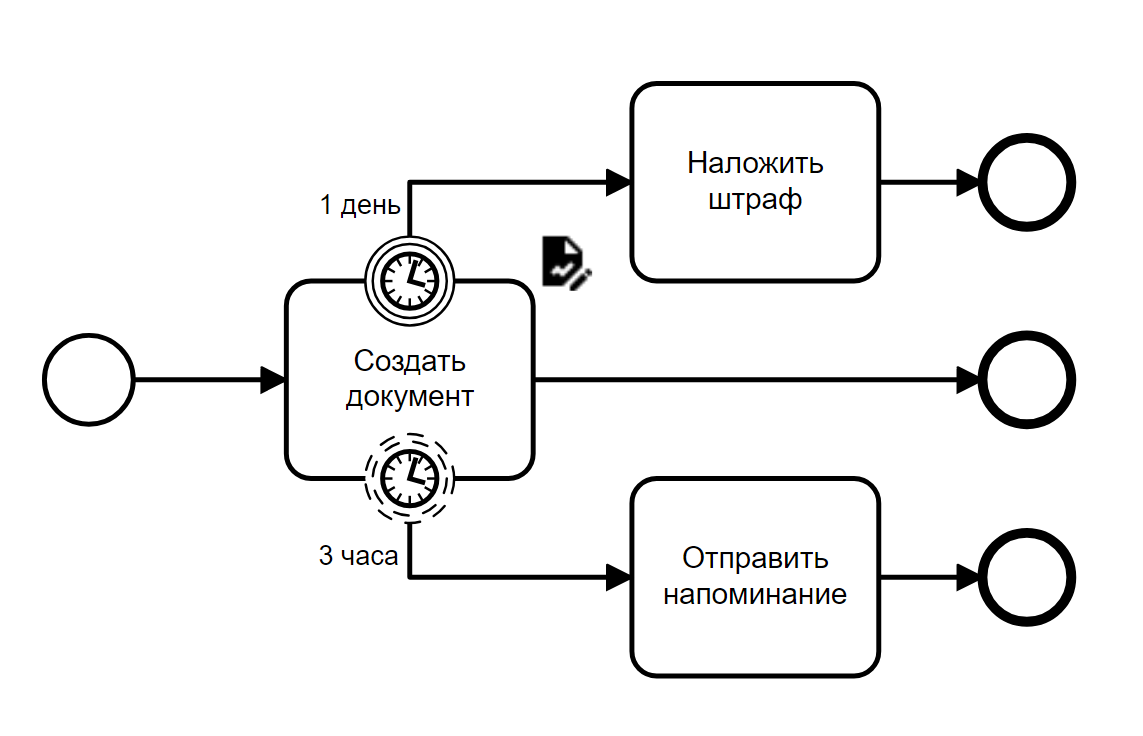 Наложить
штраф
1 день
Создать
документ
3 часа
Отправить
напоминание